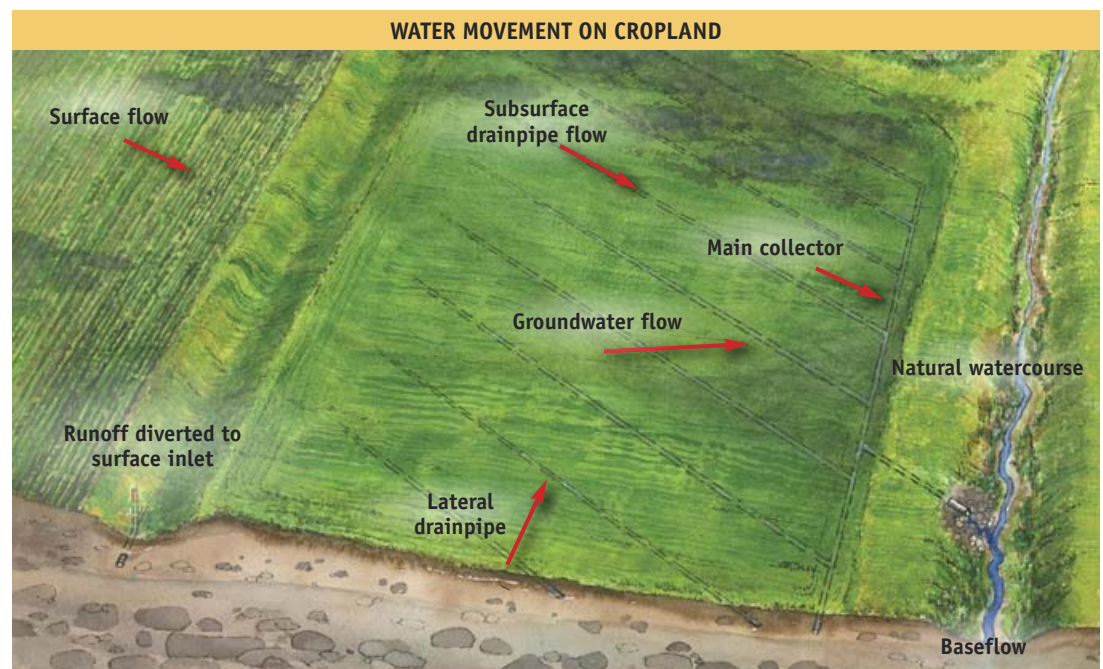 WATER MOVEMENT ON CROPLAND
Surface flow
Subsurface
drainpipe flow
Main collector
Groundwater flow
Natural watercourse
Runoff diverted to
surface inlet
Lateral
drainpipe
Baseflow